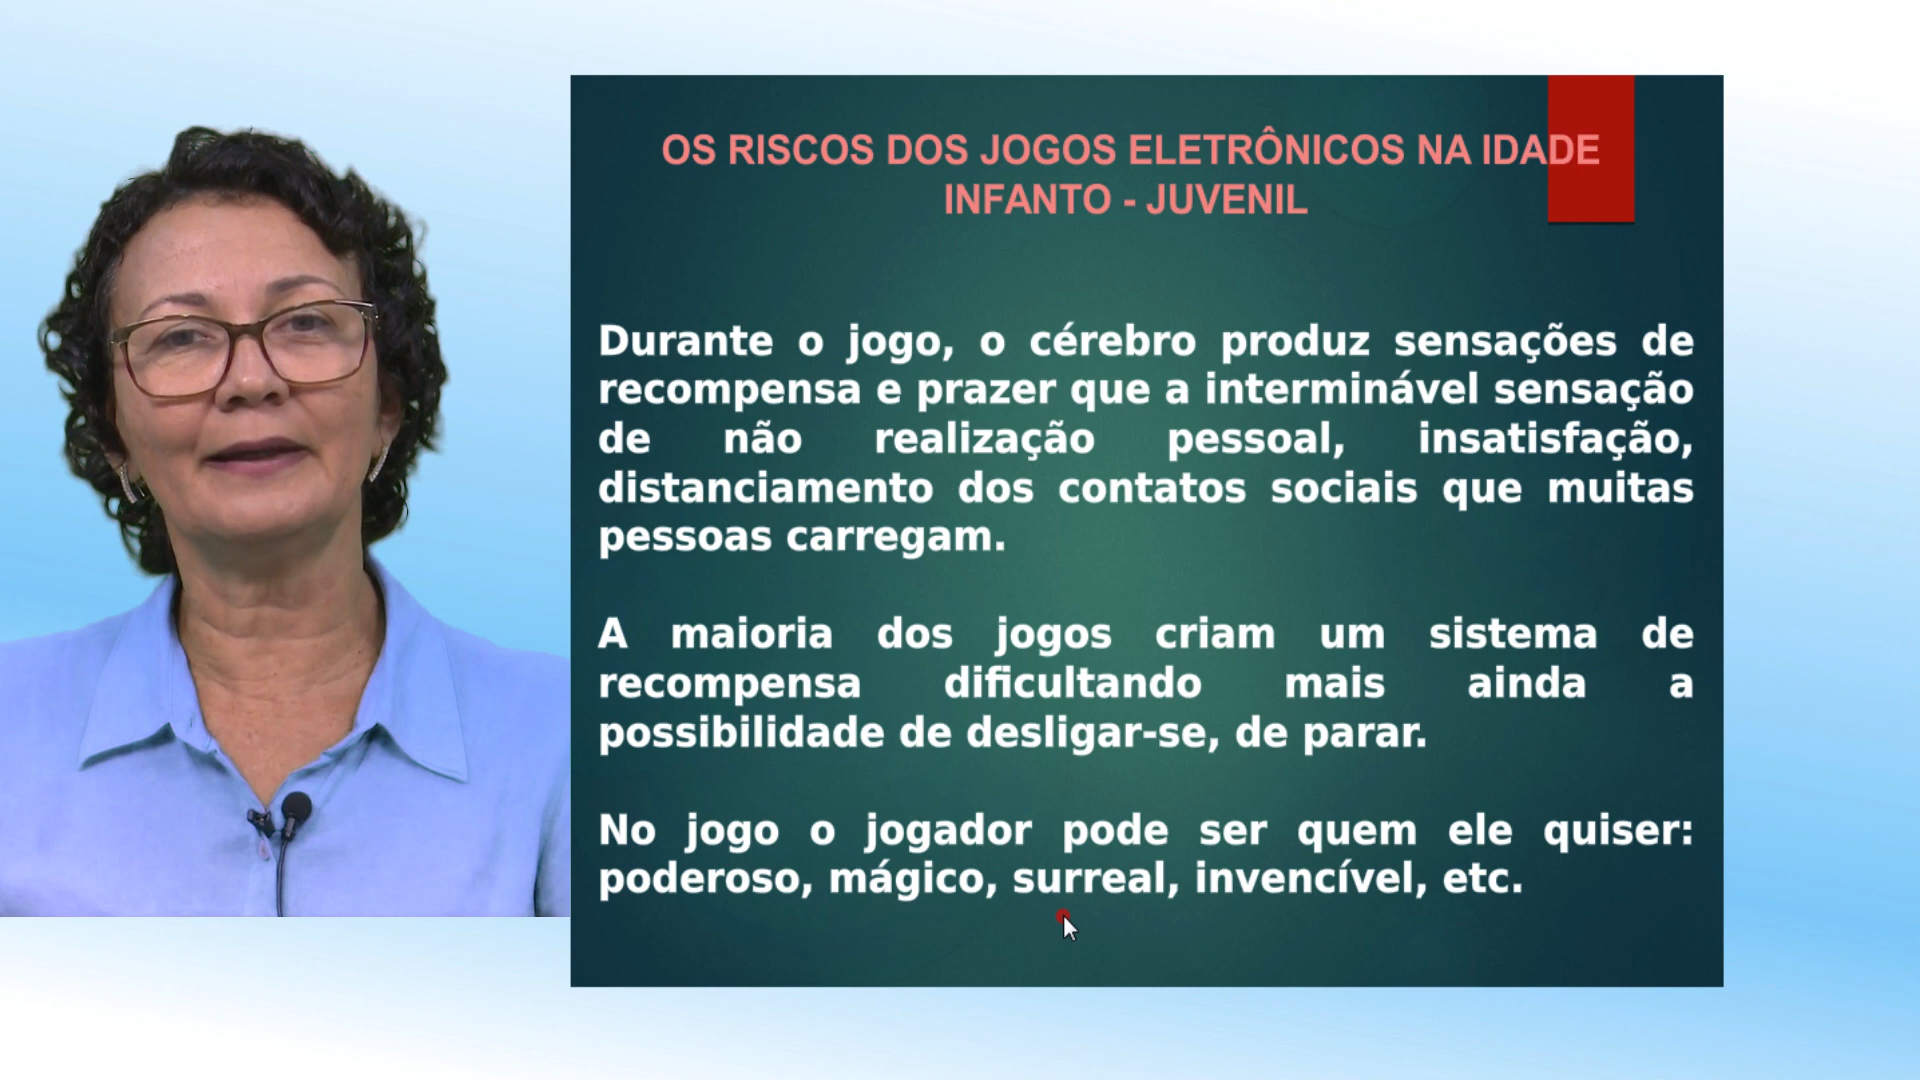 OS RISCOS DOS JOGOS ELETRÔNICOS NA IDADE
INFANTO - JUVENIL
Durante o jogo, o cérebro produz sensações de
recompensa e prazer que a interminável sensação
de não realização pessoal, insatisfação,
distanciamento dos contatos sociais que muitas
pessoas carregam.
A maioria dos jogos criam um sistema de
recompensa dificultando mais ainda a
possibilidade de desligar-se, de parar.
No jogo o jogador pode ser quem ele quiser:
poderoso, mágico, surreal, invencível, etc.